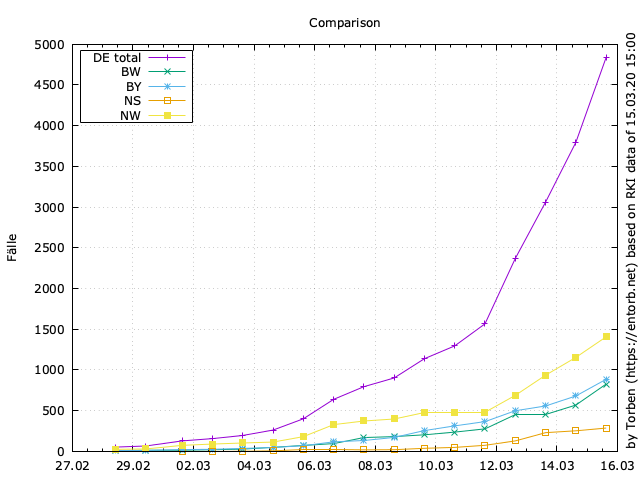 Comparison
5000
4500
4000
3500
3000
2500
2000
1500
1000
500
0
Fälle
DE total
BW
BY
NS
NW
27.02 29.02 02.03 04.03 06.03 08.03 10.03 12.03 14.03 16.03
by Torben (https://entorb.net) based on RKI data of 15.03.20 15:00